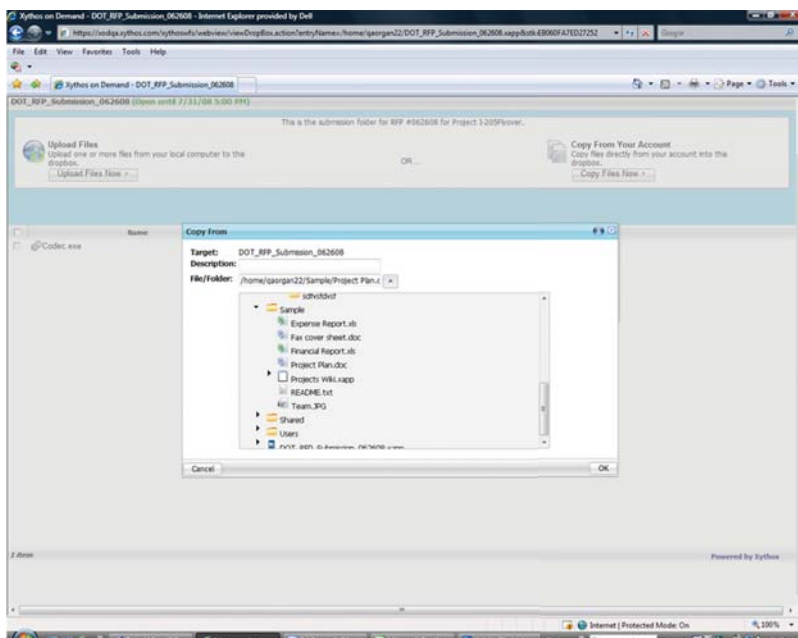 Xythos on Demand - DOT_RFP_Submission_062608 - Internet Explorer provided by Dell
Google
File Edit View Favorites Tools Help
Xythos on Demand - DOT_RFP_Submission_062608
Page Tools
DOT_RFP_Submission_062608 (Open until 7/31/08 5:00 PM)
This is the submission folder for RFP #062608 for Project I-205Flyover.
Upload Files
Upload one or more files from your local computer to the
dropbox.
Upload Files Now
OR ...
Copy From Your Account
Copy files directly from your account into the
dropbox.
Copy Files Now
Name
Codec.exe
Copy From
Target: DOT_RFP_Submission_062608
Description:
File/Folder: /home/qaorgan22/Sample/Project Plan.c
Sample
Expense Report.xls
Fax cover sheet.doc
Financial Report.xls
Project Plan.doc
Projects Wiki.xapp
README.txt
Team.JPG
Shared
Users
DOT_RFP_Submission_062608.xapp
Cancel
OK
Powered by Xythos
Internet | Protected Mode: On
100%